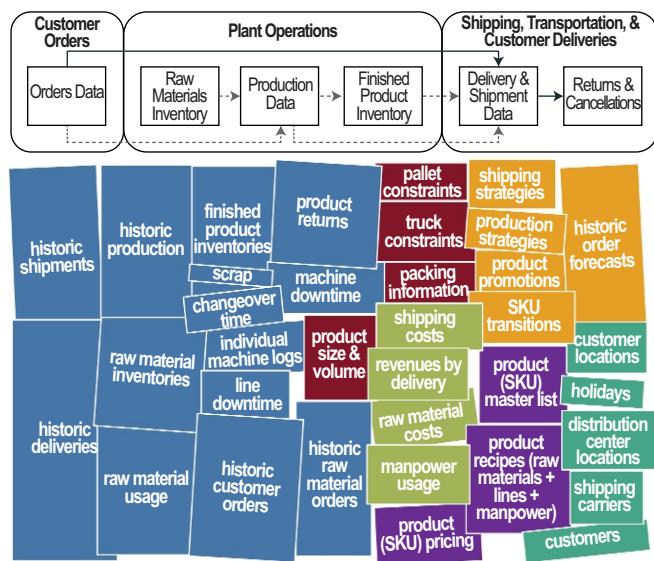 Customer
Orders
Plant Operations
Shipping, Transportation, &
Customer Deliveries
Orders Data
Raw
Materials
Inventory
Production
Data
Finished
Product
Inventory
Delivery &
Shipment
Data
Returns &
Cancellations
historic
shipments
historic
production
finished
product
inventories
product
returns
pallet
constraints
shipping
strategies
historic
order
forecasts
truck
constraints
production
strategies
scrap
machine
downtime
packing
information
product
promotions
changeover
time
shipping
costs
SKU
transitions
raw material
inventories
individual
machine logs
product
size &
volume
customer
locations
revenues by
delivery
product
(SKU)
master list
line
downtime
holidays
historic
deliveries
raw material
costs
distribution
center
locations
raw material
usage
historic
customer
orders
historic
raw
material
orders
manpower
usage
product
recipes (raw
materials +
lines +
manpower)
shipping
carriers
product
(SKU) pricing
customers